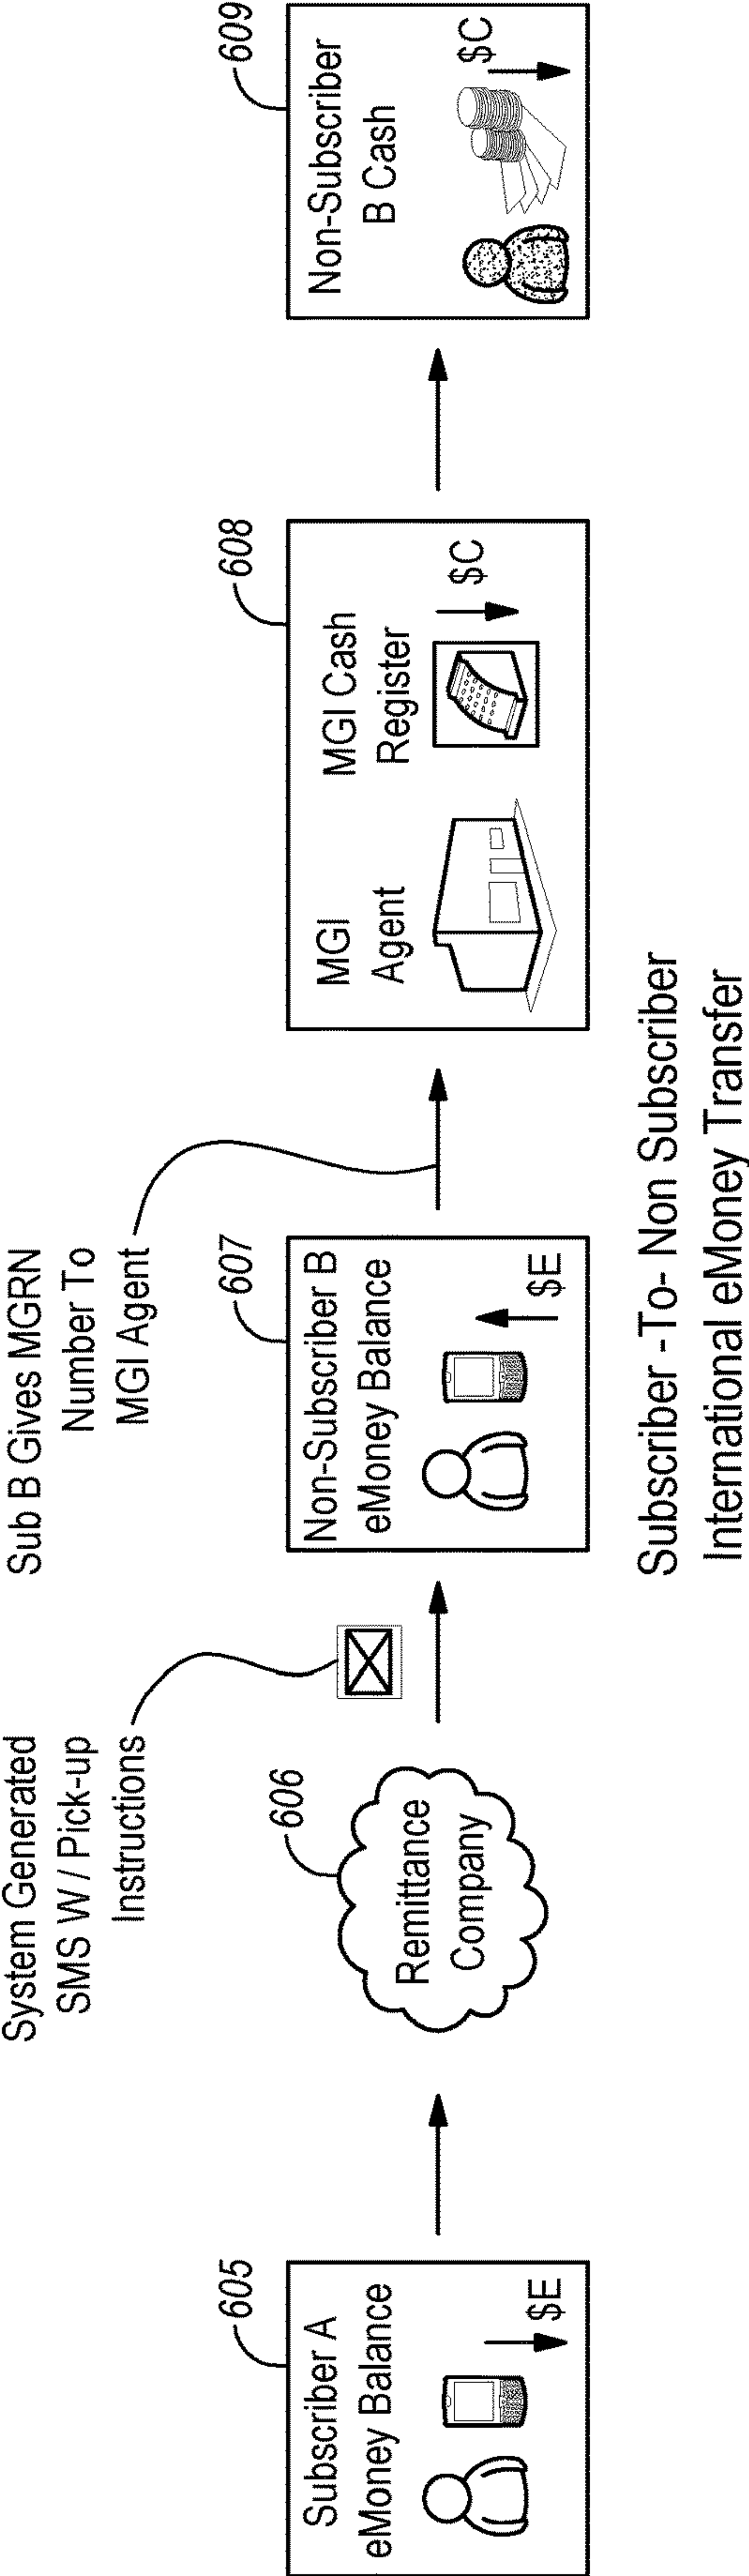 System Generated
SMS W / Pick-up
Instructions
Sub B Gives MGRN
Number To
MGI Agent
605
Subscriber A
eMoney Balance
$E
606
Remittance
Company
607
Non-Subscriber B
eMoney Balance
$E
608
MGI
Agent
MGI Cash
Register
$C
609
Non-Subscriber
B Cash
$C
Subscriber -To- Non Subscriber
International eMoney Transfer